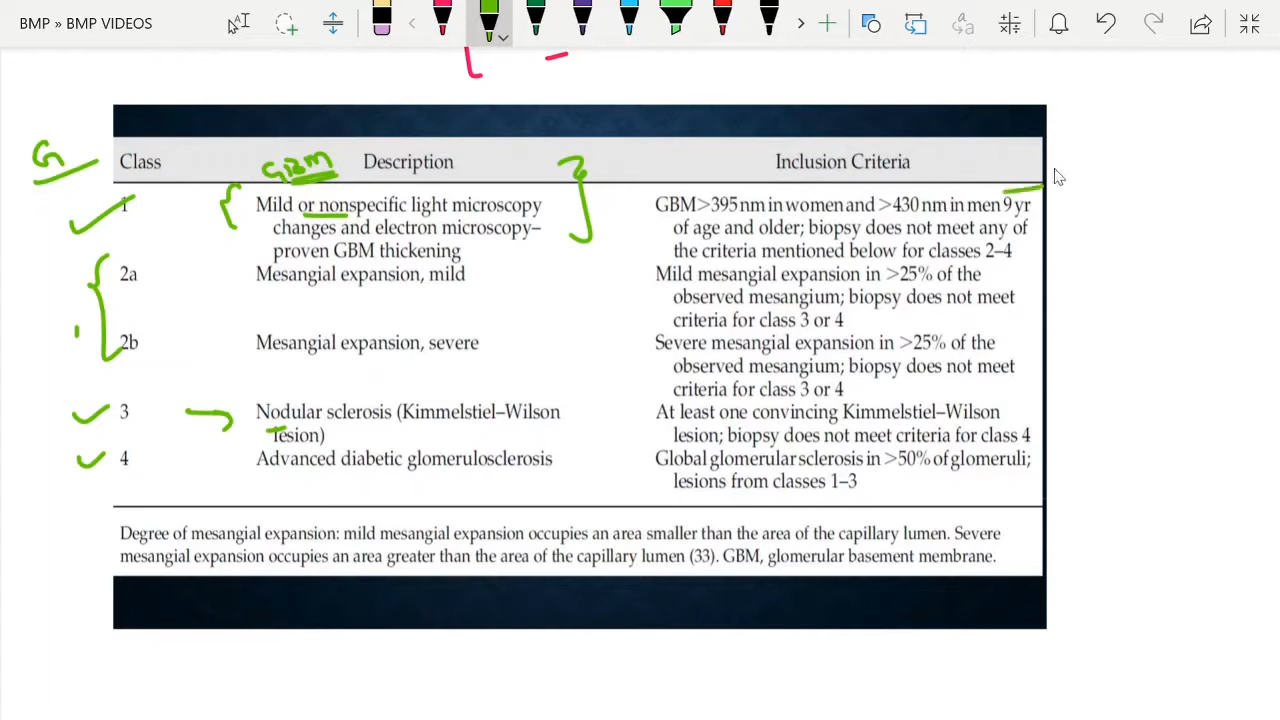 BMP » BMP VIDEOS
G
Class
GBM
Description
Inclusion Criteria
1
Mild or nonspecific light microscopy
changes and electron microscopy–
proven GBM thickening
GBM>395 nm in women and >430 nm in men 9 yr
of age and older; biopsy does not meet any of
the criteria mentioned below for classes 2–4
2a
Mesangial expansion, mild
Mild mesangial expansion in >25% of the
observed mesangium; biopsy does not meet
criteria for class 3 or 4
2b
Mesangial expansion, severe
Severe mesangial expansion in >25% of the
observed mesangium; biopsy does not meet
criteria for class 3 or 4
3
Nodular sclerosis (Kimmelstiel–Wilson
lesion)
At least one convincing Kimmelstiel–Wilson
lesion; biopsy does not meet criteria for class 4
4
Advanced diabetic glomerulosclerosis
Global glomerular sclerosis in >50% of glomeruli;
lesions from classes 1–3
Degree of mesangial expansion: mild mesangial expansion occupies an area smaller than the area of the capillary lumen. Severe
mesangial expansion occupies an area greater than the area of the capillary lumen (33). GBM, glomerular basement membrane.